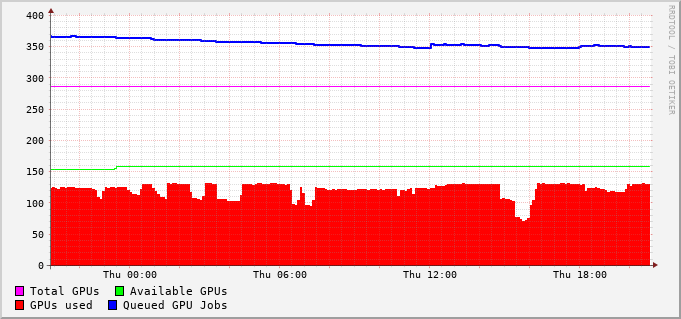 400
350
300
250
200
150
100
50
0
Thu 00:00 Thu 06:00 Thu 12:00 Thu 18:00
Total GPUs Available GPUs
GPUs used Queued GPU Jobs
RRDTOOL / TOBI OETIKER